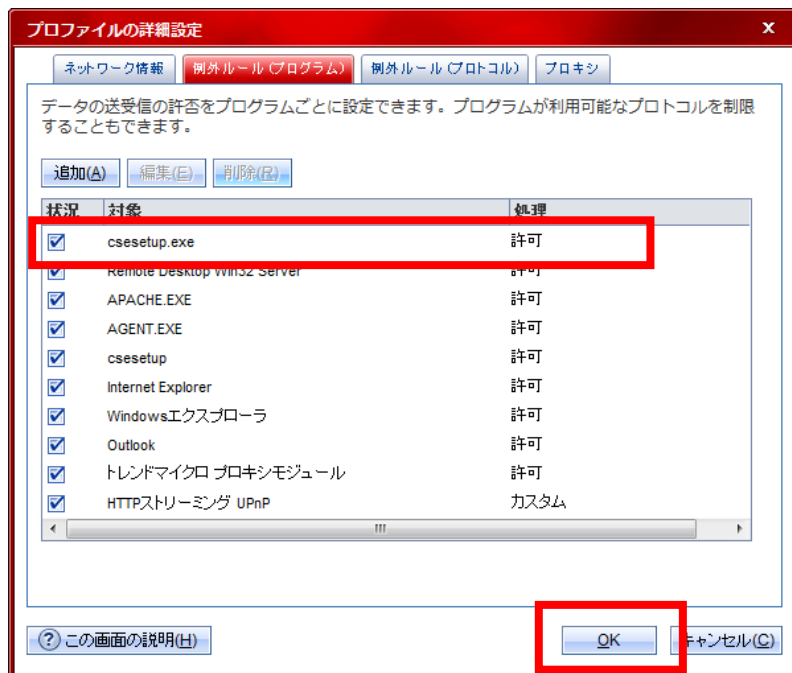 プロファイルの詳細設定 x
ネットワーク情報 例外ルール(プログラム) 例外ルール(プロトコル) プロキシ
データの送受信の許否をプログラムごとに設定できます。プログラムが利用可能なプロトコルを制限
することもできます。
追加(A) 編集(E) 削除(R)
状況 対象 処理
csesetup.exe 許可
Remote Desktop Win32 Server 許可
APACHE.EXE 許可
AGENT.EXE 許可
csesetup 許可
Internet Explorer 許可
Windowsエクスプローラ 許可
Outlook 許可
トレンドマイクロ プロキシモジュール 許可
HTTPストリーミング UPnP カスタム
? この画面の説明(H) OK キャンセル(C)